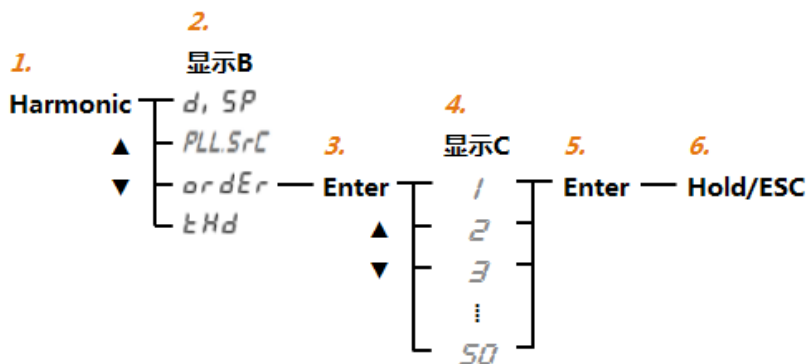 2.
1. 显示B
Harmonic d, SP 4.
▲ PLL.SrC 3. 显示C 5. 6.
▼ ordEr Enter 1 Enter Hold/ESC
tHd ▲ 2
▼ 3
⁞
50